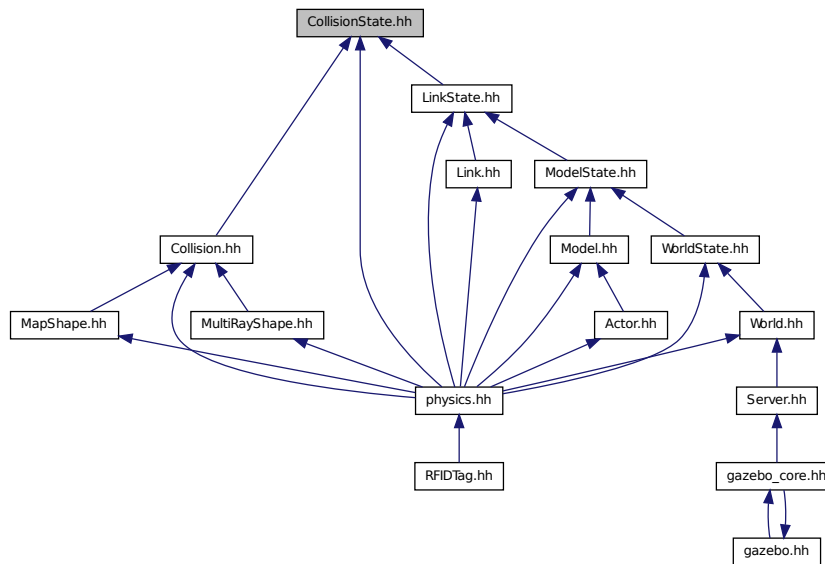 CollisionState.hh
LinkState.hh
Link.hh
ModelState.hh
Collision.hh
Model.hh
WorldState.hh
MapShape.hh
MultiRayShape.hh
Actor.hh
World.hh
physics.hh
Server.hh
RFIDTag.hh
gazebo_core.hh
gazebo.hh